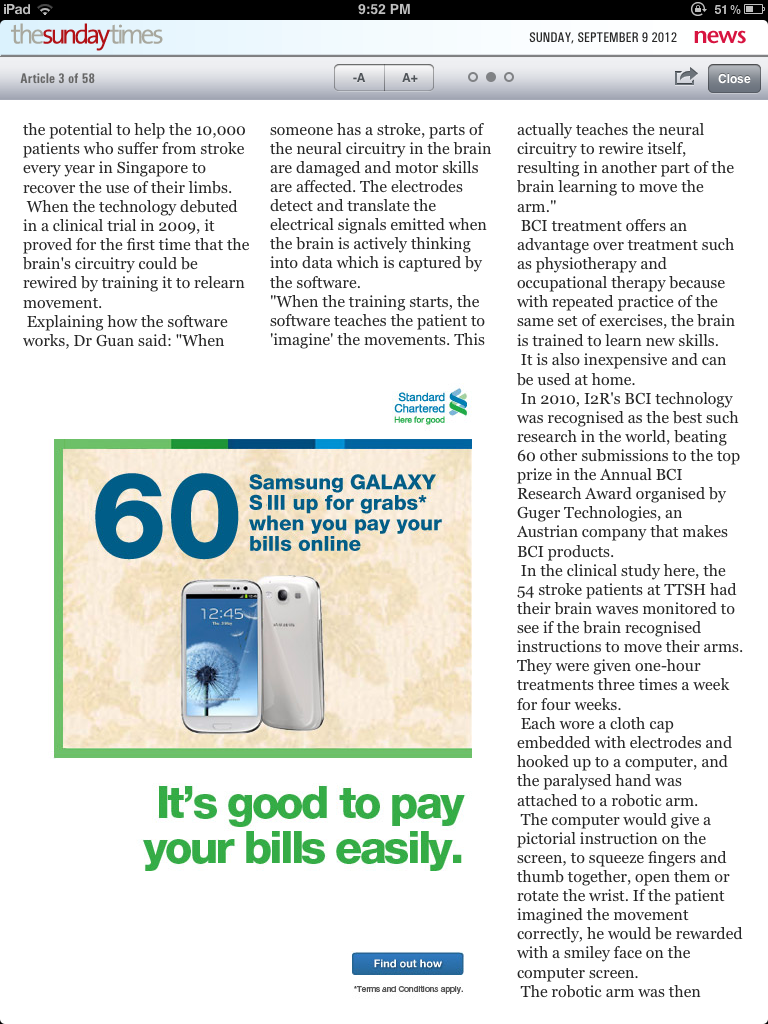 iPad 9:52 PM 51%
thesundaytimes SUNDAY, SEPTEMBER 9 2012 news
Article 3 of 58 -A A+ Close
the potential to help the 10,000
patients who suffer from stroke
every year in Singapore to
recover the use of their limbs.
When the technology debuted
in a clinical trial in 2009, it
proved for the first time that the
brain's circuitry could be
rewired by training it to relearn
movement.
Explaining how the software
works, Dr Guan said: "When
someone has a stroke, parts of
the neural circuitry in the brain
are damaged and motor skills
are affected. The electrodes
detect and translate the
electrical signals emitted when
the brain is actively thinking
into data which is captured by
the software.
"When the training starts, the
software teaches the patient to
'imagine' the movements. This
actually teaches the neural
circuitry to rewire itself,
resulting in another part of the
brain learning to move the
arm."
BCI treatment offers an
advantage over treatment such
as physiotherapy and
occupational therapy because
with repeated practice of the
same set of exercises, the brain
is trained to learn new skills.
It is also inexpensive and can
be used at home.
In 2010, I2R's BCI technology
was recognised as the best such
research in the world, beating
60 other submissions to the top
prize in the Annual BCI
Research Award organised by
Guger Technologies, an
Austrian company that makes
BCI products.
In the clinical study here, the
54 stroke patients at TTSH had
their brain waves monitored to
see if the brain recognised
instructions to move their arms.
They were given one-hour
treatments three times a week
for four weeks.
Each wore a cloth cap
embedded with electrodes and
hooked up to a computer, and
the paralysed hand was
attached to a robotic arm.
The computer would give a
pictorial instruction on the
screen, to squeeze fingers and
thumb together, open them or
rotate the wrist. If the patient
imagined the movement
correctly, he would be rewarded
with a smiley face on the
computer screen.
The robotic arm was then
Standard
Chartered
Here for good
60
Samsung GALAXY
S III up for grabs*
when you pay your
bills online
12:45
SAMSUNG
It's good to pay
your bills easily.
Find out how
*Terms and Conditions apply.